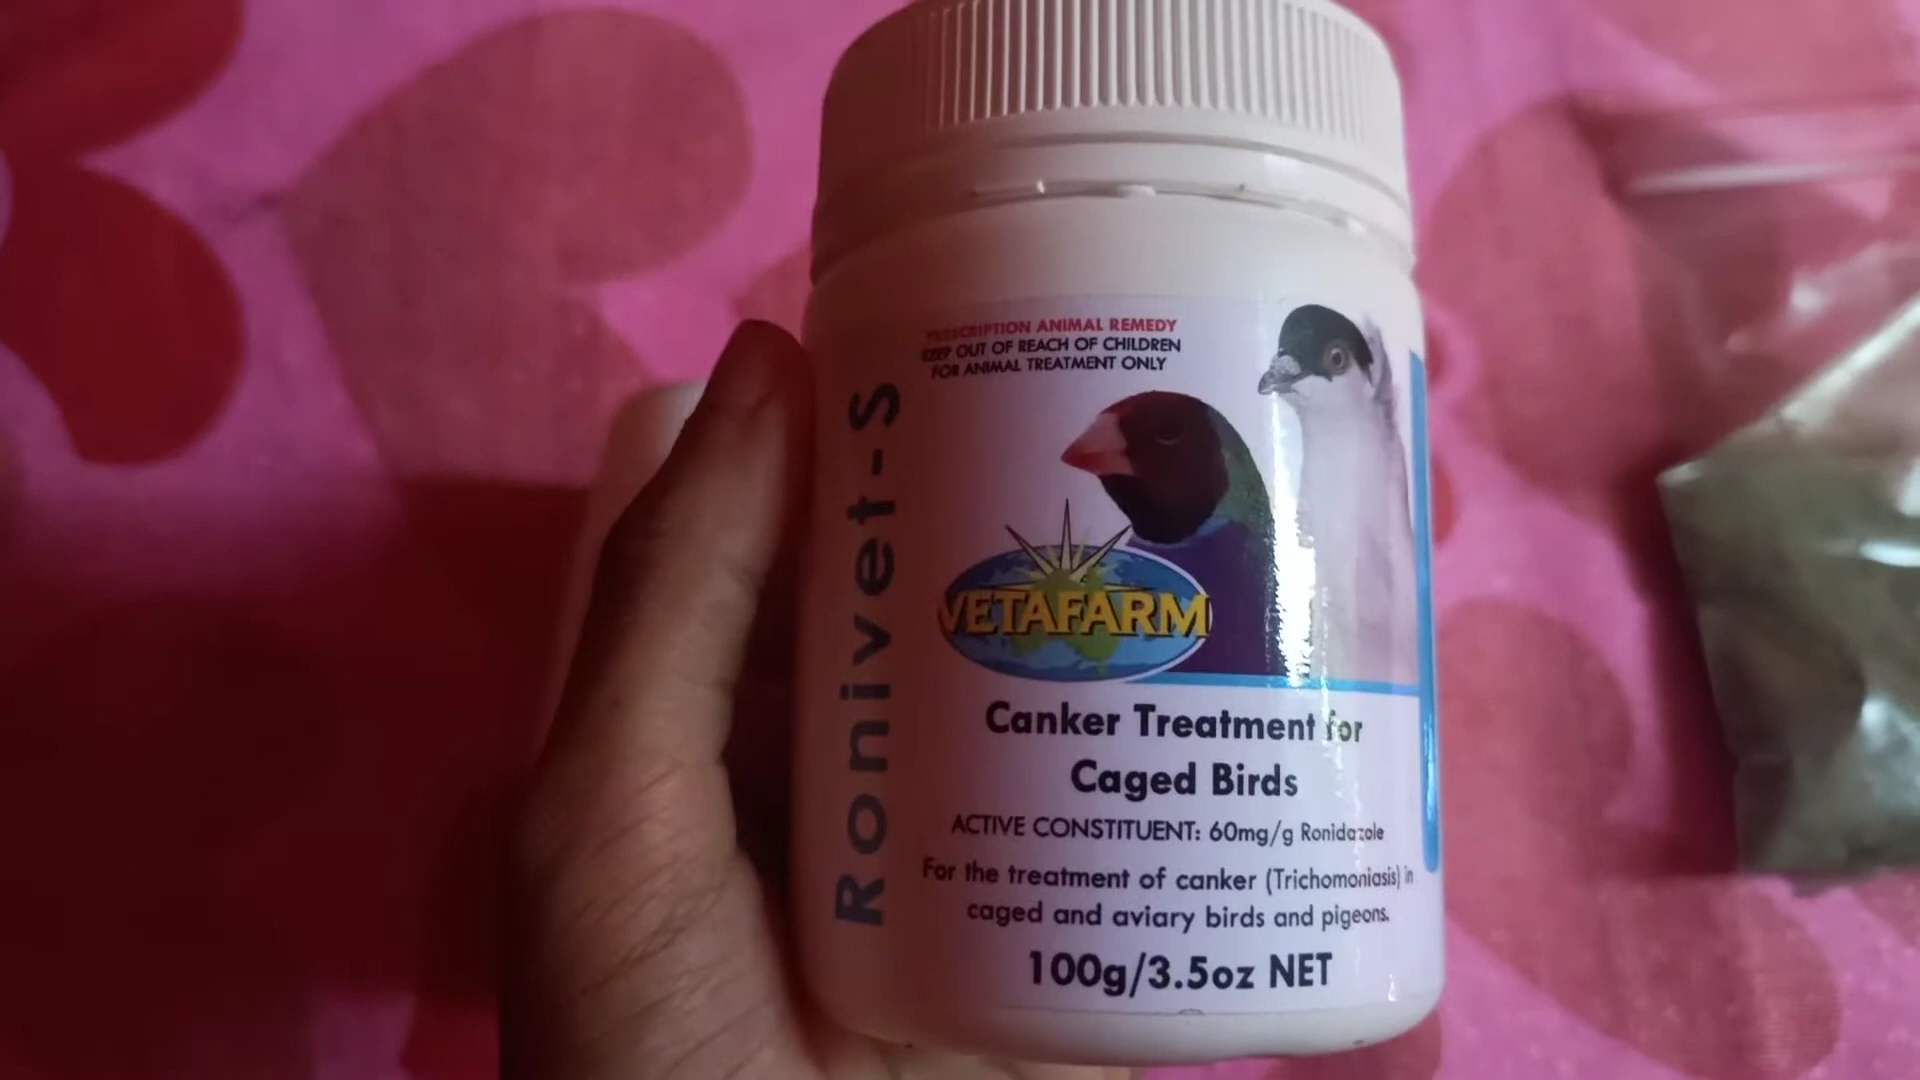 PRESCRIPTION ANIMAL REMEDY
KEEP OUT OF REACH OF CHILDREN
FOR ANIMAL TREATMENT ONLY
Ronivet-S
VETAFARM
Canker Treatment for
Caged Birds
ACTIVE CONSTITUENT: 60mg/g Ronidazole
For the treatment of canker (Trichomoniasis) in
caged and aviary birds and pigeons.
100g/3.5oz NET